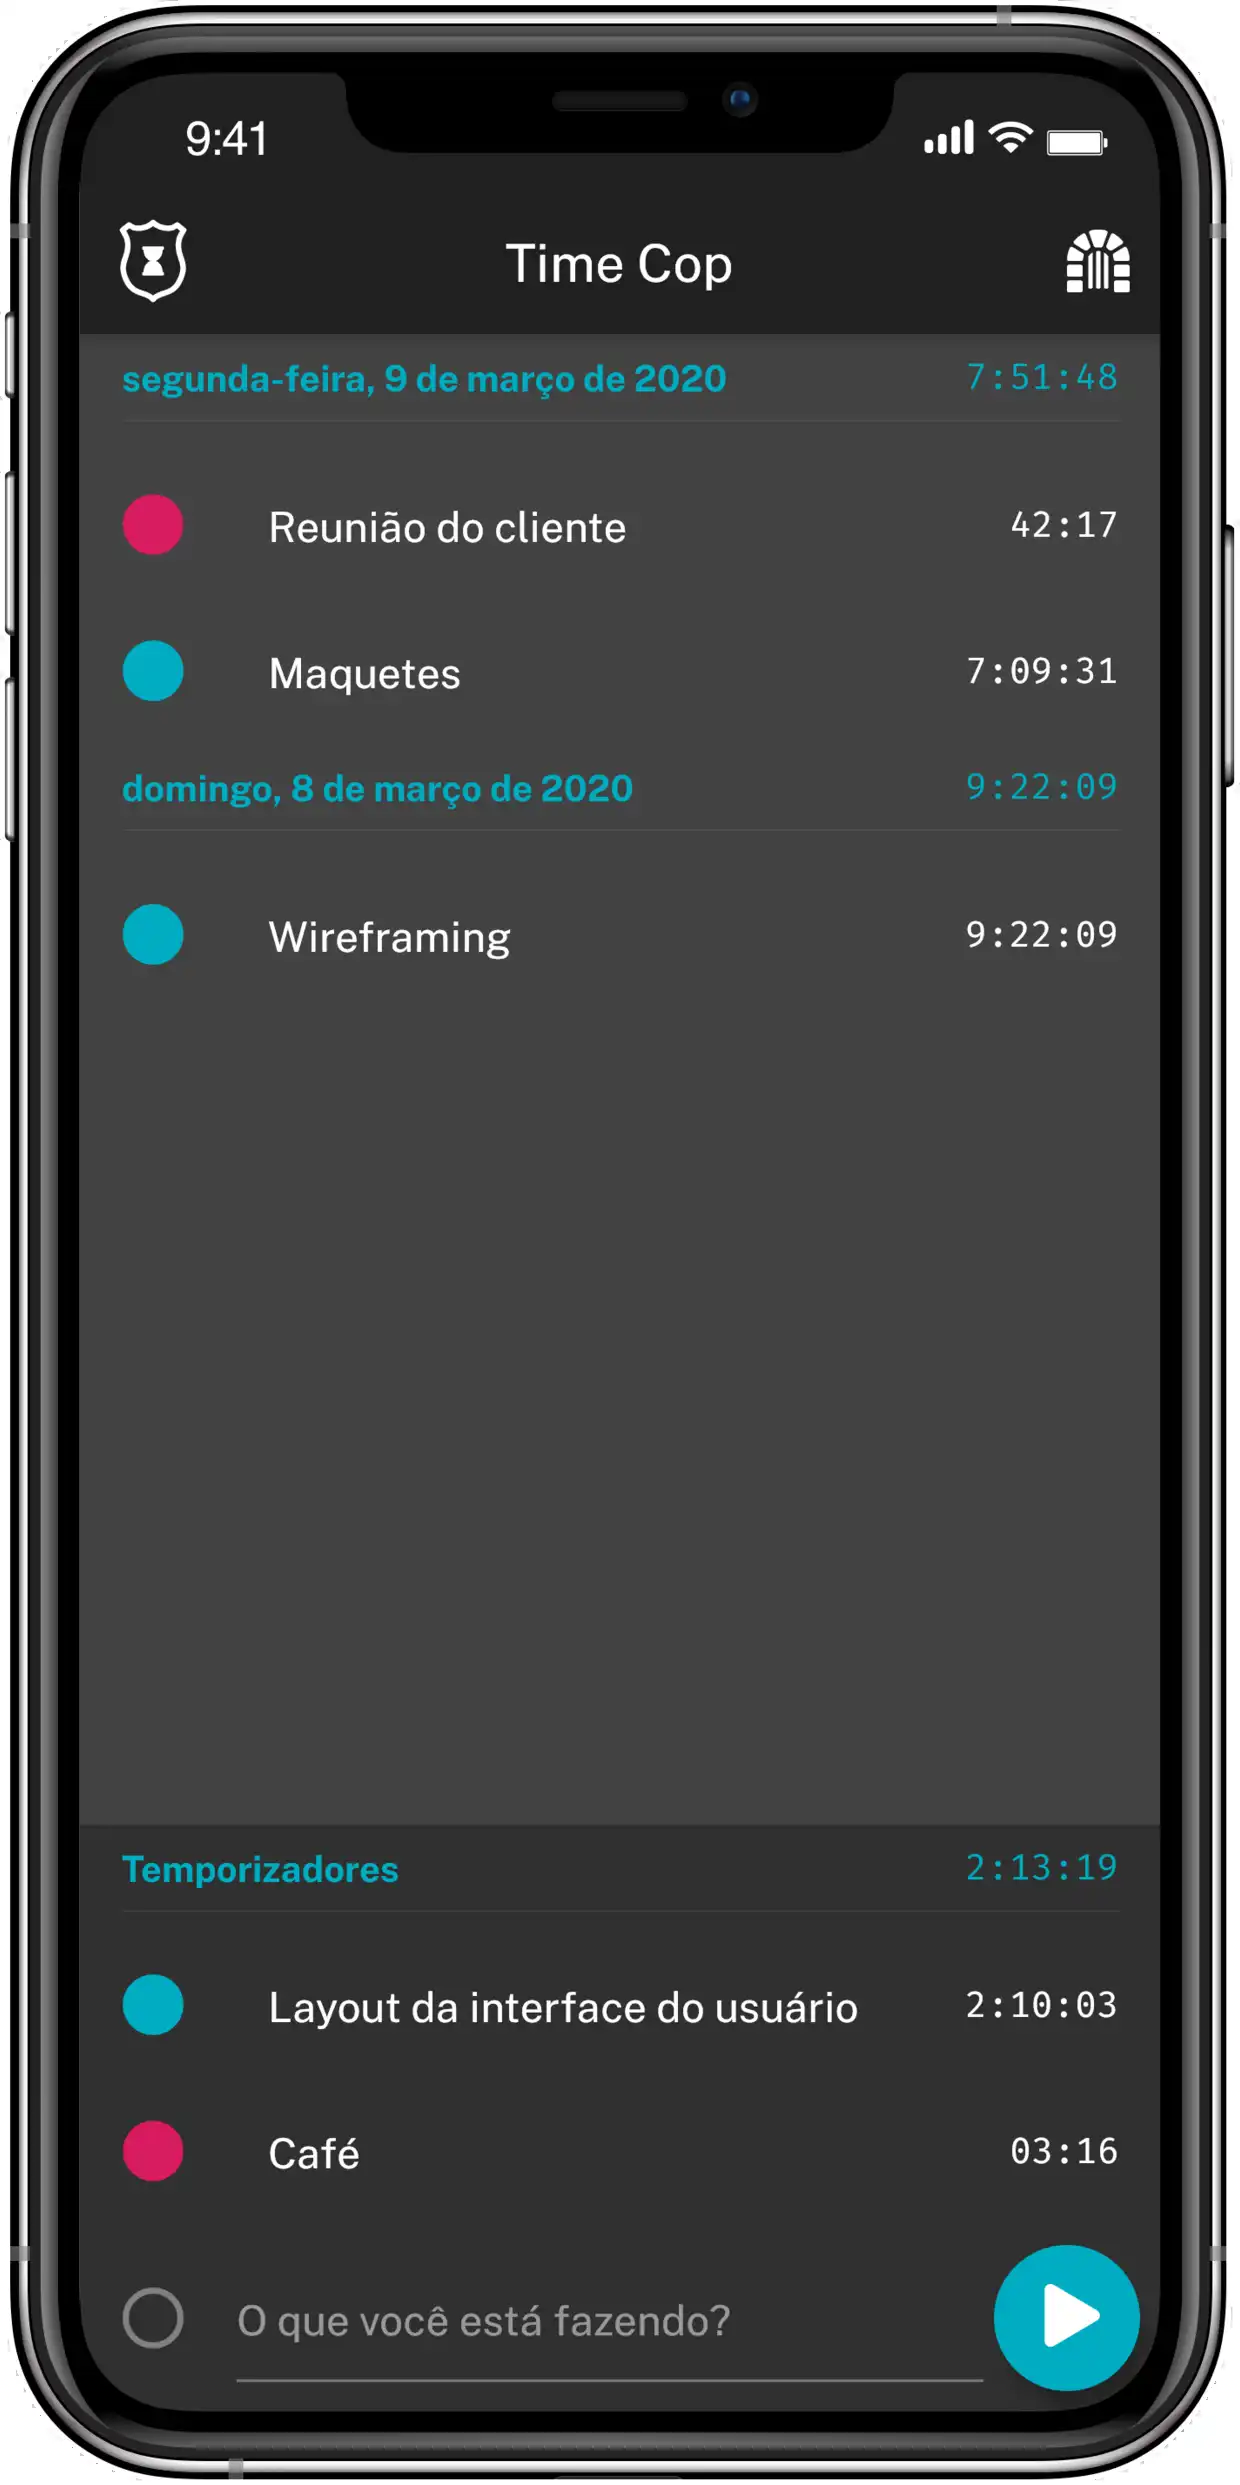 9:41
Time Cop
segunda-feira, 9 de março de 2020 7:51:48
Reunião do cliente 42:17
Maquetes 7:09:31
domingo, 8 de março de 2020 9:22:09
Wireframing 9:22:09
Temporizadores 2:13:19
Layout da interface do usuário 2:10:03
Café 03:16
O que você está fazendo?